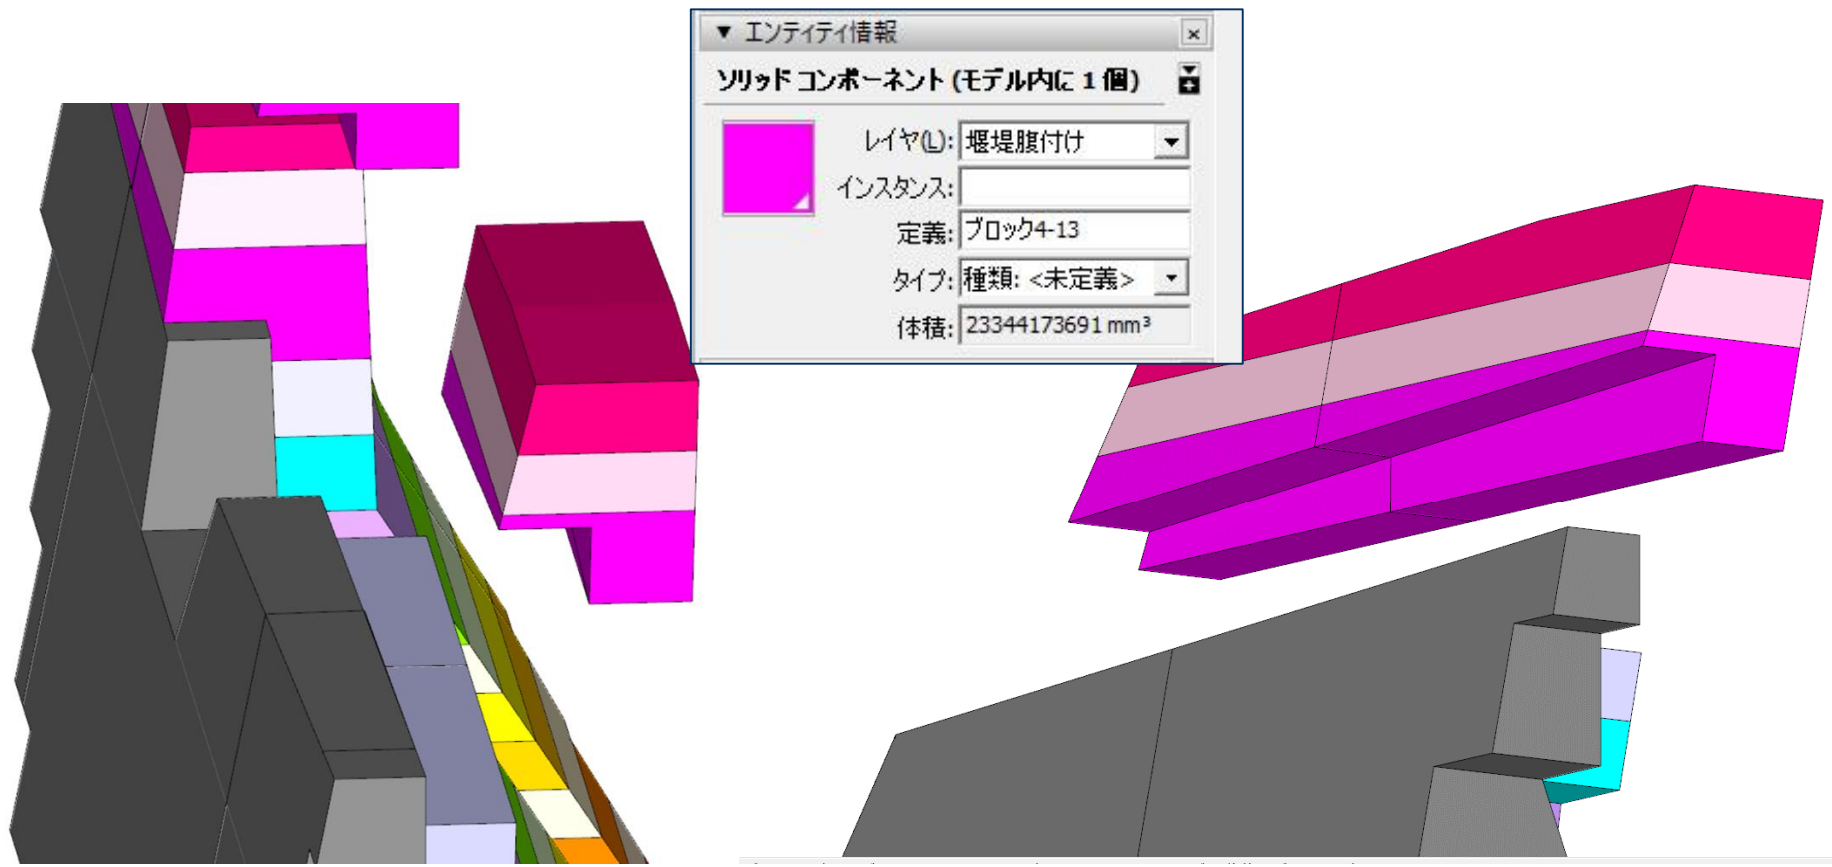 ▼ エンティティ情報
ソリッド コンポーネント (モデル内に 1 個)
レイヤ(L): 堰堤腹付け
インスタンス:
定義: ブロック4-13
タイプ: 種類: <未定義>
体積: 23344173691 mm³